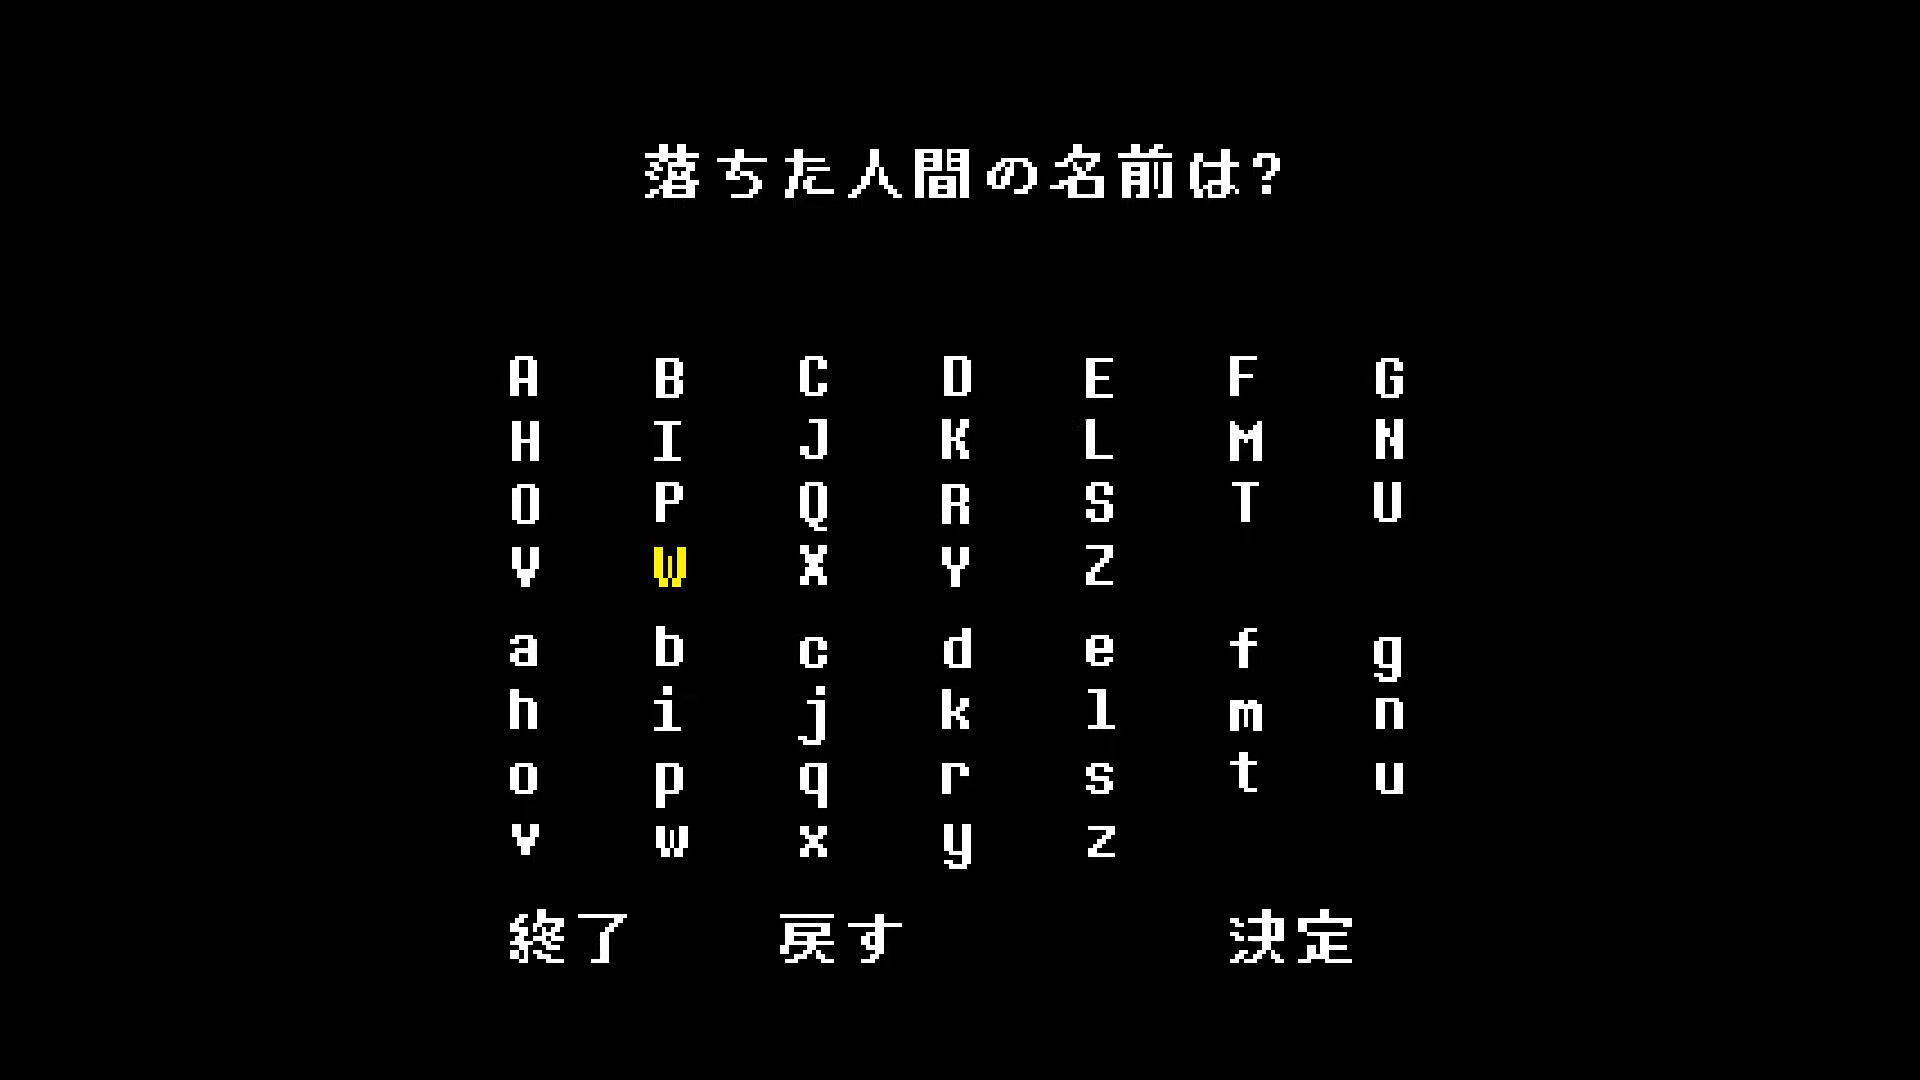 落ちた人間の名前は?
A B C D E F G
H I J K L M N
O P Q R S T U
V W X Y Z
a b c d e f g
h i j k l m n
o p q r s t u
v w x y z
終了 戻す 決定